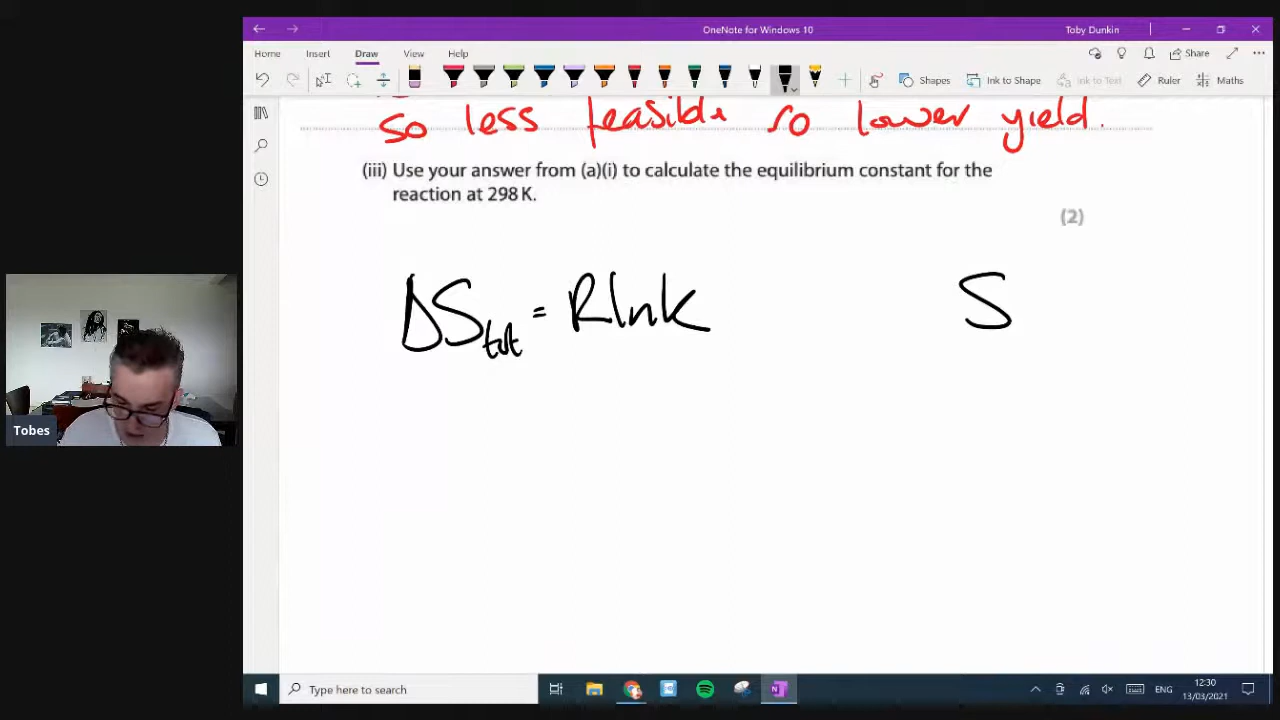 OneNote for Windows 10
Toby Dunkin
Home Insert Draw View Help
Share
Shapes Ink to Shape Ink to Text Ruler Maths
so less feasible so lower yield.
(iii) Use your answer from (a)(i) to calculate the equilibrium constant for the
reaction at 298 K.
(2)
ΔStot = RlnK
S
Tobes
Type here to search
ENG
12:30
13/03/2021